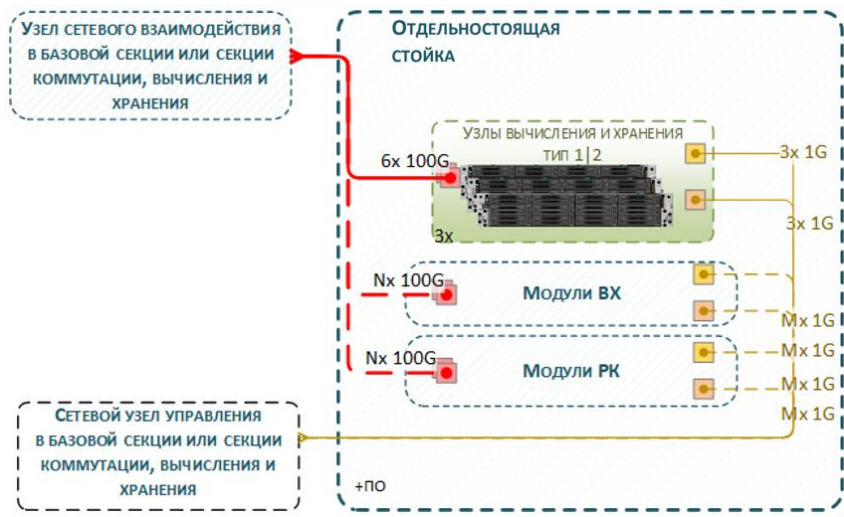 Узел сетевого взаимодействия
в базовой секции или секции
коммутации, вычисления и
хранения
Отдельностоящая
стойка
Узлы вычисления и хранения
тип 1|2
6x 100G
3x 1G
3x 1G
3x
Nx 100G
Модули ВХ
Mx 1G
Nx 100G
Модули РК
Mx 1G
Mx 1G
Mx 1G
Сетевой узел управления
в базовой секции или секции
коммутации, вычисления и
хранения
+ПО